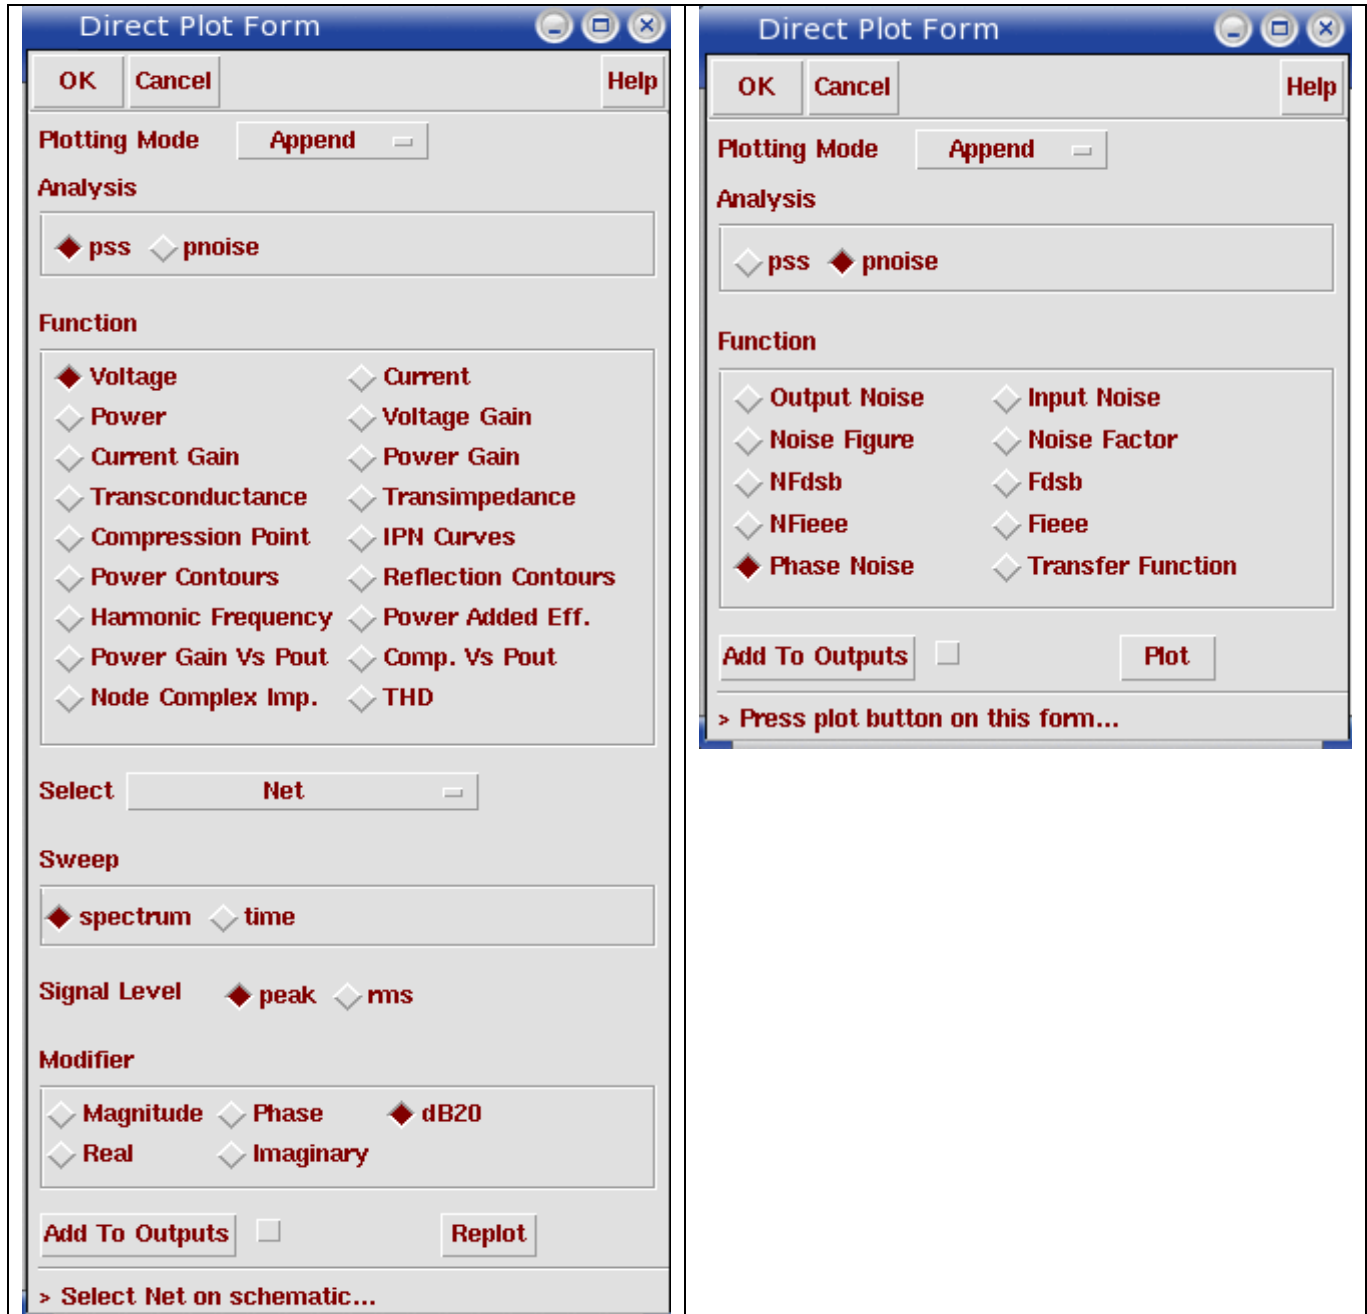 Direct Plot Form
OK Cancel Help
Plotting Mode Append
Analysis
pss pnoise
Function
Voltage Current
Power Voltage Gain
Current Gain Power Gain
Transconductance Transimpedance
Compression Point IPN Curves
Power Contours Reflection Contours
Harmonic Frequency Power Added Eff.
Power Gain Vs Pout Comp. Vs Pout
Node Complex Imp. THD
Select Net
Sweep
spectrum time
Signal Level peak rms
Modifier
Magnitude Phase dB20
Real Imaginary
Add To Outputs Replot
> Select Net on schematic...
Direct Plot Form
OK Cancel Help
Plotting Mode Append
Analysis
pss pnoise
Function
Output Noise Input Noise
Noise Figure Noise Factor
NFdsb Fdsb
NFieee Fieee
Phase Noise Transfer Function
Add To Outputs Plot
> Press plot button on this form...